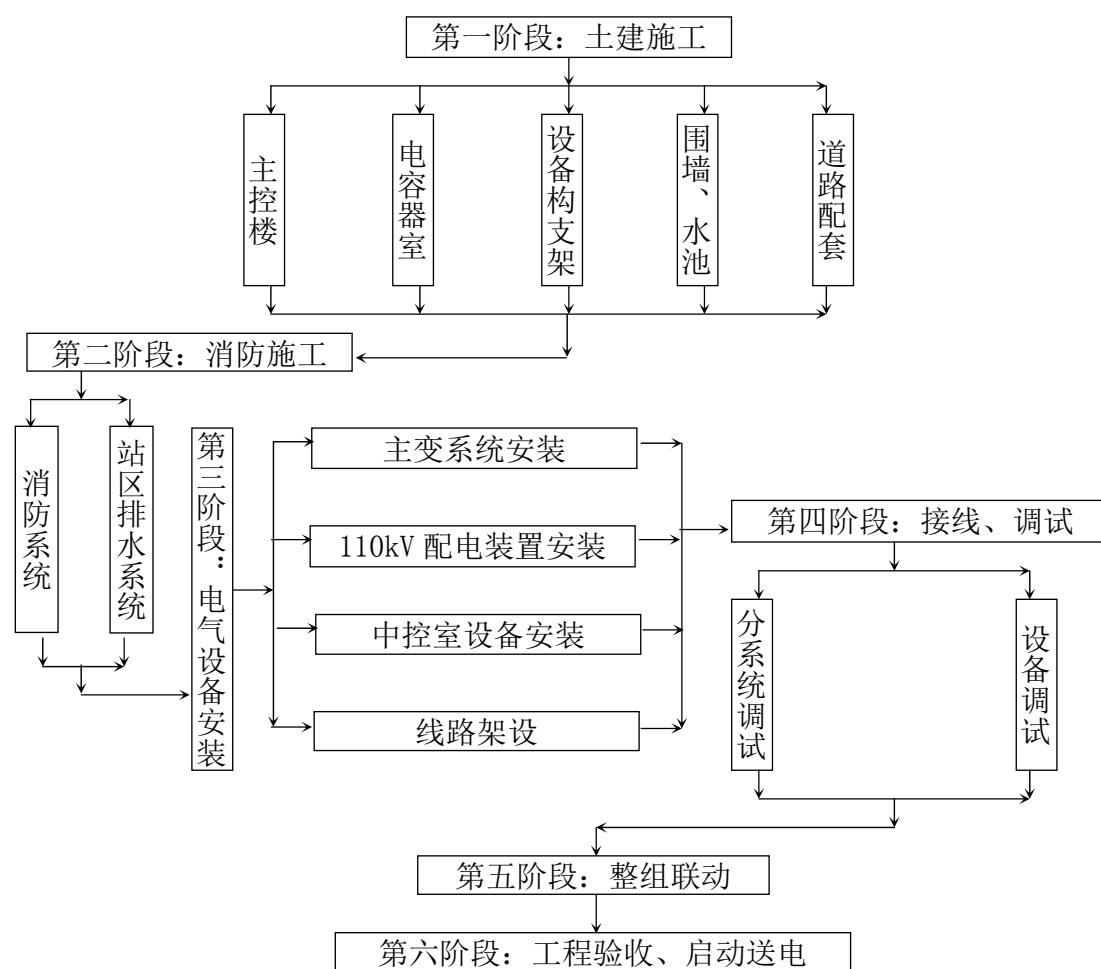 第一阶段：土建施工
主控楼
电容器室
设备构支架
围墙、水池
道路配套
第二阶段：消防施工
消防系统
站区排水系统
第三阶段：电气设备安装
主变系统安装
110kV 配电装置安装
中控室设备安装
线路架设
第四阶段：接线、调试
分系统调试
设备调试
第五阶段：整组联动
第六阶段：工程验收、启动送电